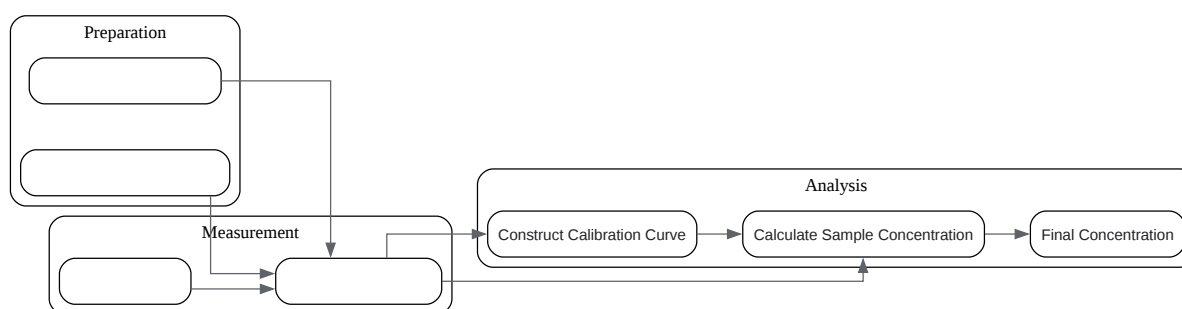 Preparation
Measurement
Analysis
Construct Calibration Curve
Calculate Sample Concentration
Final Concentration